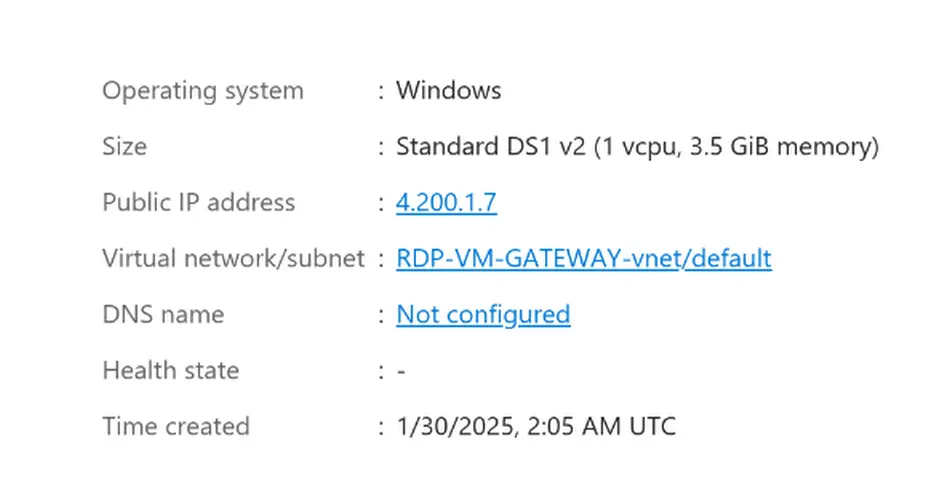 Operating system : Windows
Size : Standard DS1 v2 (1 vcpu, 3.5 GiB memory)
Public IP address : 4.200.1.7
Virtual network/subnet : RDP-VM-GATEWAY-vnet/default
DNS name : Not configured
Health state : -
Time created : 1/30/2025, 2:05 AM UTC